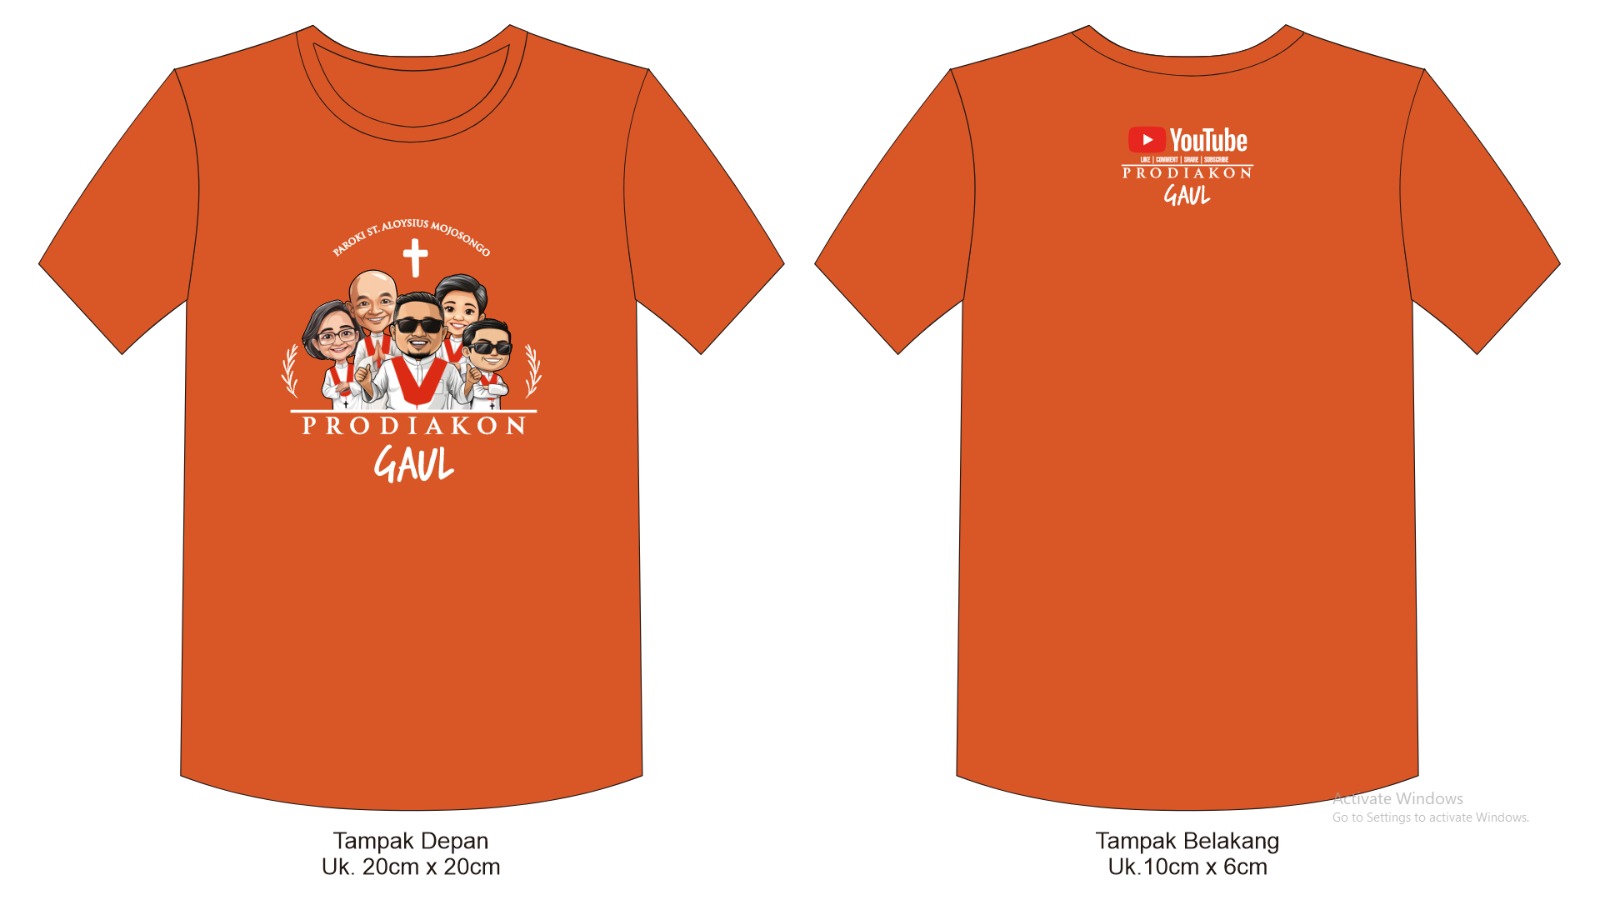 PAROKI ST. ALOYSIUS MOJOSONGO
PRODIAKON
GAUL
Tampak Depan
Uk. 20cm x 20cm
YouTube
LIKE | COMMENT | SHARE | SUBSCRIBE
PRODIAKON
GAUL
Tampak Belakang
Uk.10cm x 6cm
Activate Windows
Go to Settings to activate Windows.